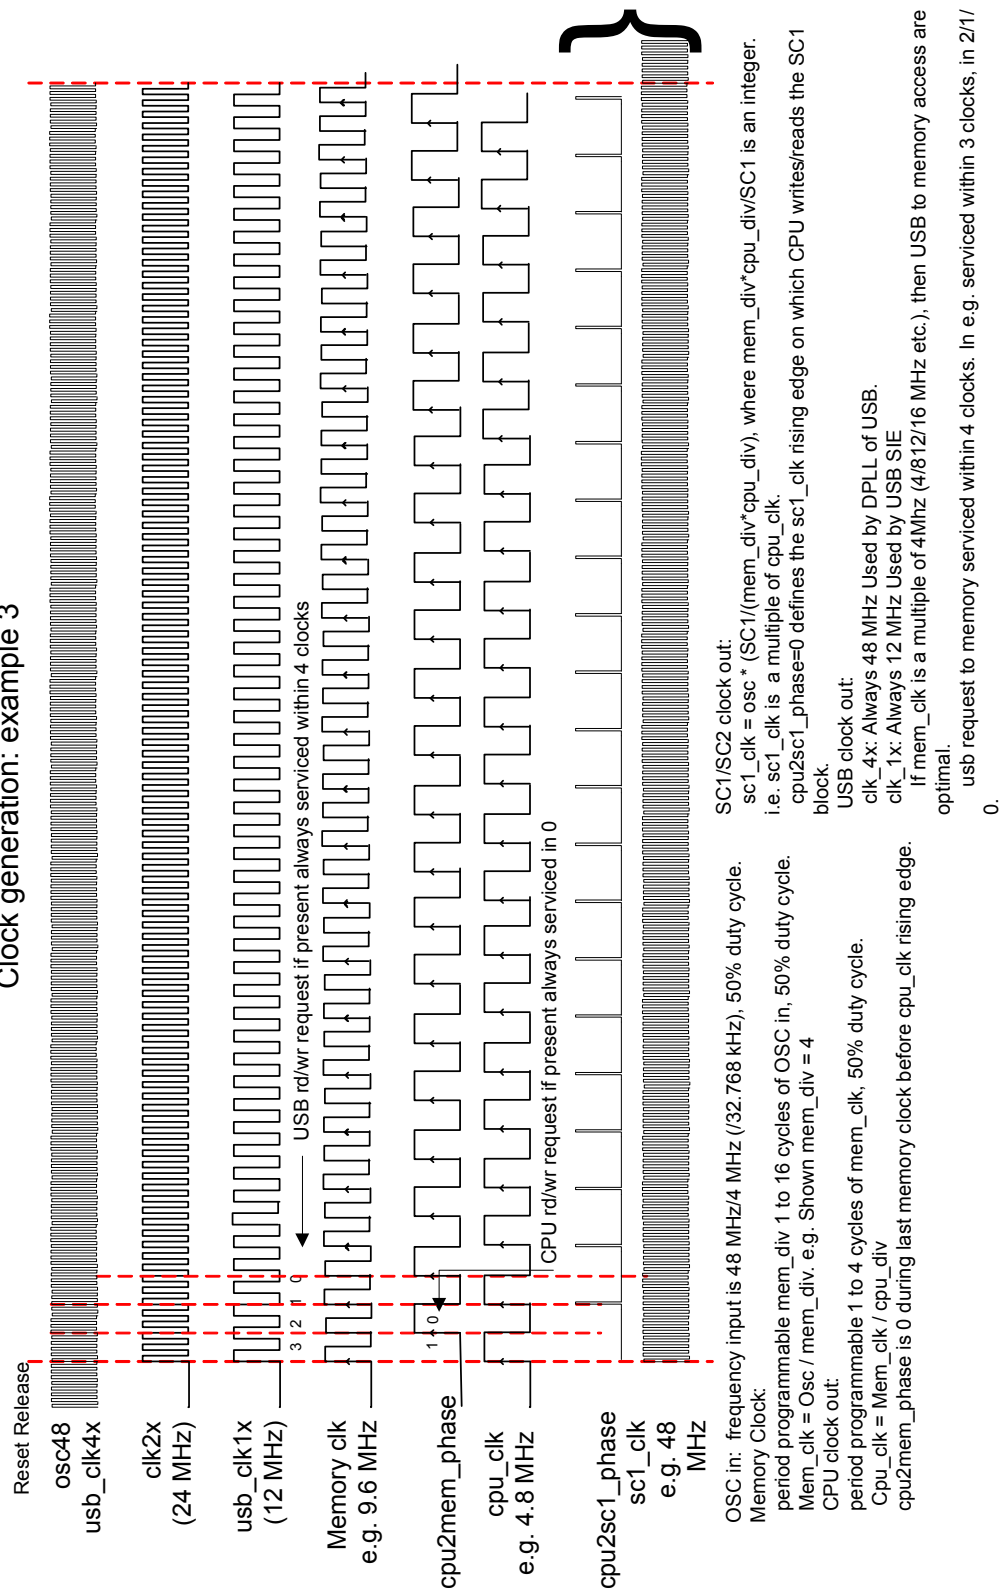 Clock generation: example 3
Reset Release
osc48
usb_clk4x
clk2x
(24 MHz)
usb_clk1x
(12 MHz)
3 2 1 0
USB rd/wr request if present always serviced within 4 clocks
Memory clk
e.g. 9.6 MHz
cpu2mem_phase
1 0
cpu_clk
e.g. 4.8 MHz
CPU rd/wr request if present always serviced in 0
cpu2sc1_phase
sc1_clk
e.g. 48
MHz
OSC in: frequency input is 48 MHz/4 MHz (/32.768 kHz), 50% duty cycle.
Memory Clock:
period programmable mem_div 1 to 16 cycles of OSC in, 50% duty cycle.
Mem_clk = Osc / mem_div. e.g. Shown mem_div = 4
CPU clock out:
period programmable 1 to 4 cycles of mem_clk, 50% duty cycle.
Cpu_clk = Mem_clk / cpu_div
cpu2mem_phase is 0 during last memory clock before cpu_clk rising edge.
SC1/SC2 clock out:
sc1_clk = osc * (SC1/(mem_div*cpu_div), where mem_div*cpu_div/SC1 is an integer.
i.e. sc1_clk is a multiple of cpu_clk.
cpu2sc1_phase=0 defines the sc1_clk rising edge on which CPU writes/reads the SC1
block.
USB clock out:
clk_4x: Always 48 MHz Used by DPLL of USB.
clk_1x: Always 12 MHz Used by USB SIE
If mem_clk is a multiple of 4Mhz (4/812/16 MHz etc.), then USB to memory access are
optimal.
usb request to memory serviced within 4 clocks. In e.g. serviced within 3 clocks, in 2/1/
0.